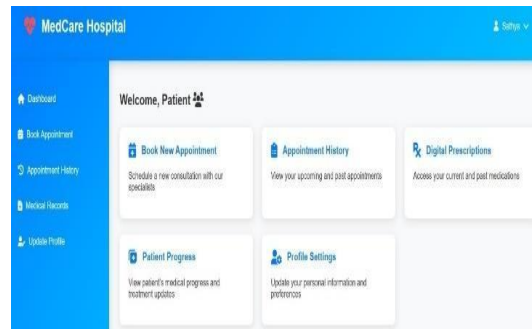 MedCare Hospital
Sathya
Dashboard
Book Appointment
Appointment History
Medical Records
Update Profile
Welcome, Patient
Book New Appointment
Schedule a new consultation with our
specialists
Appointment History
View your upcoming and past appointments
Digital Prescriptions
Access your current and past medications
Patient Progress
View patient's medical progress and
treatment updates
Profile Settings
Update your personal information and
preferences